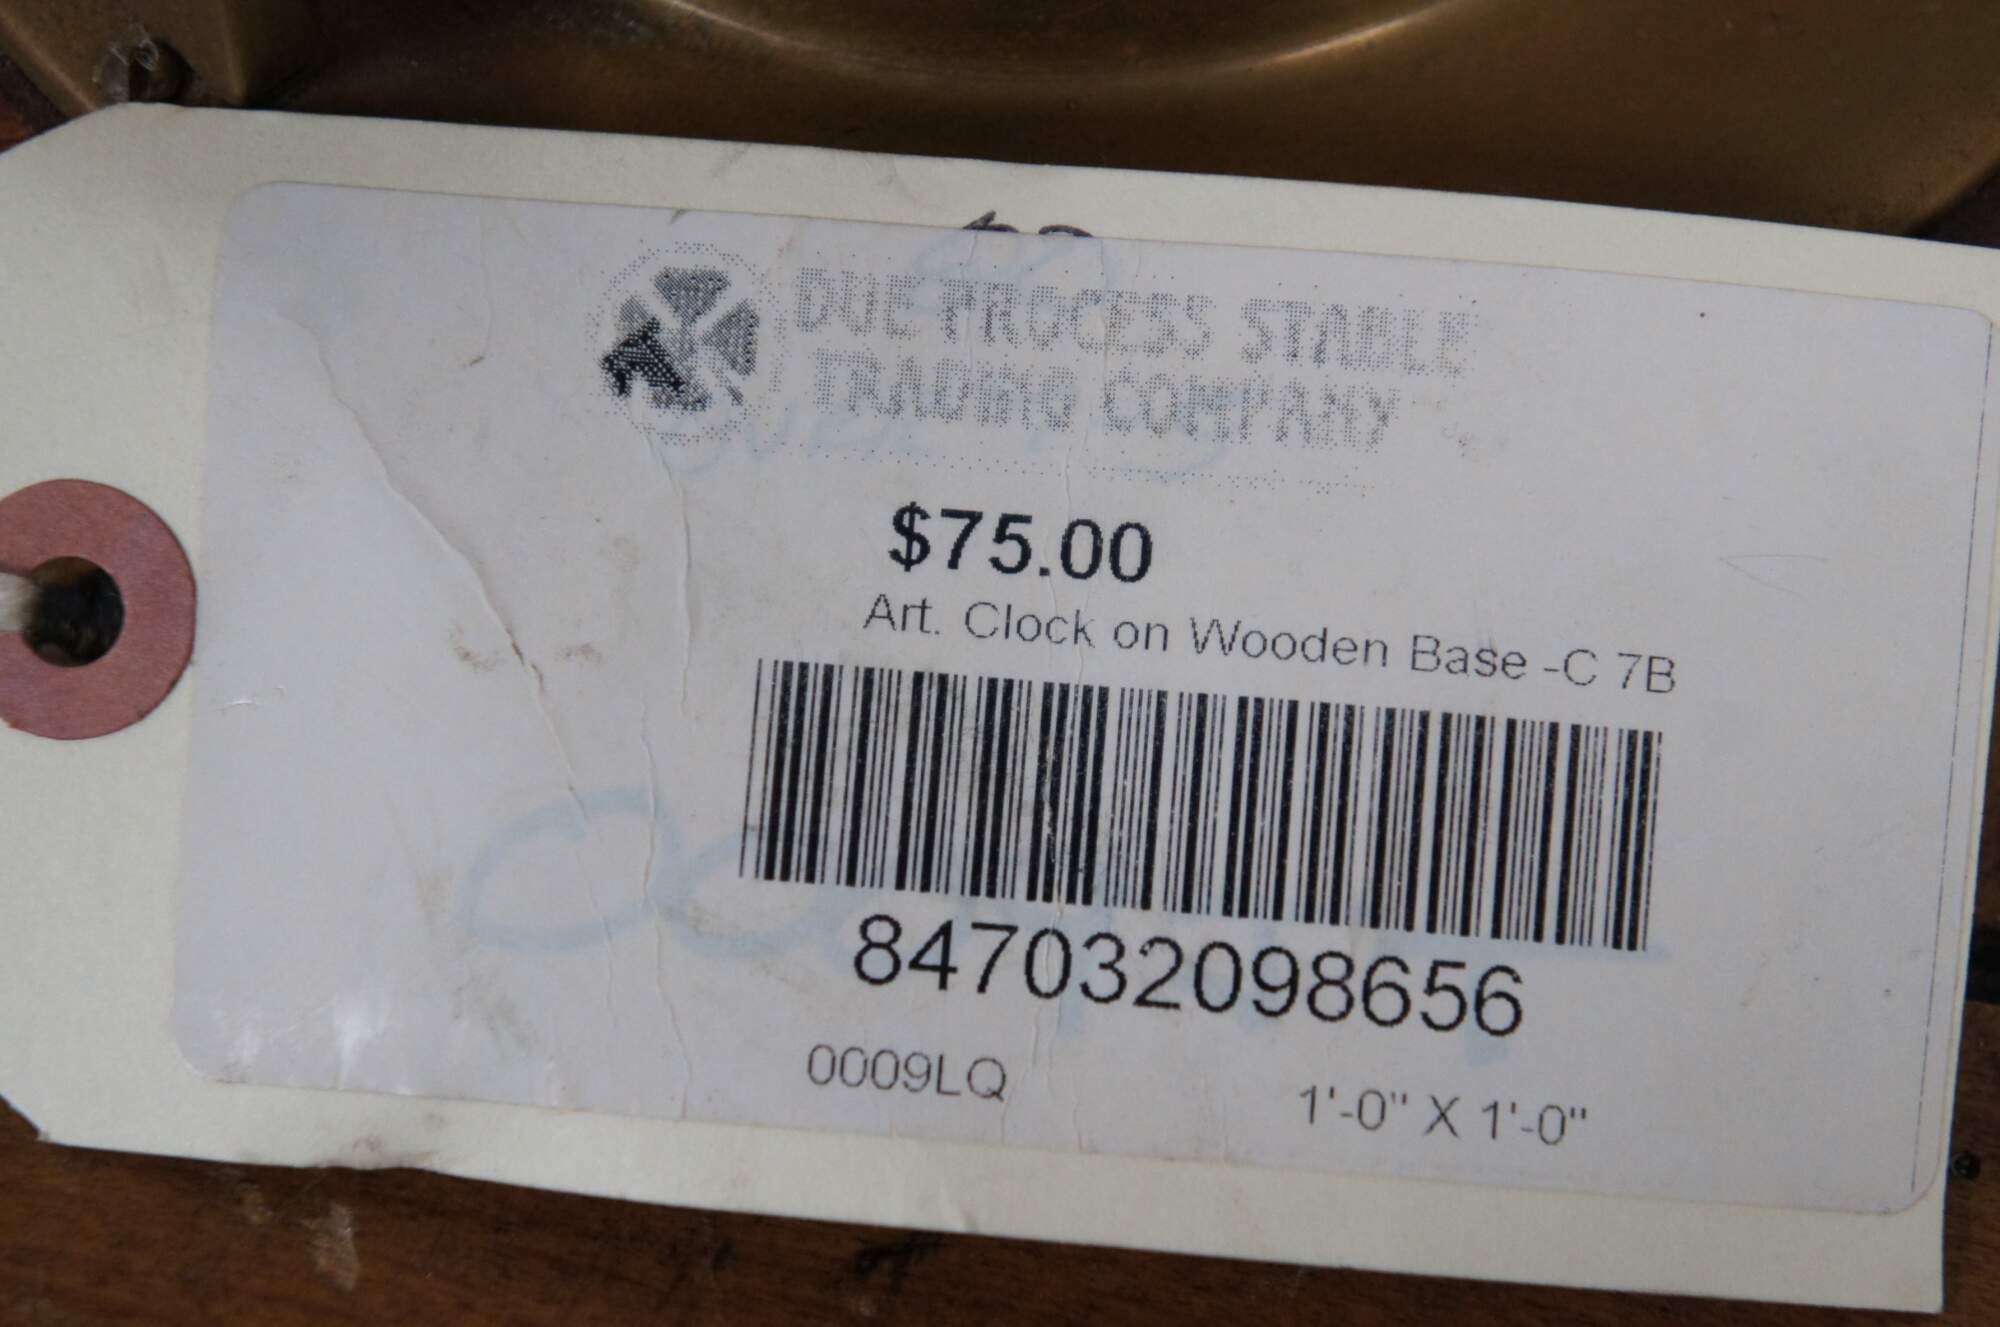 DUE PROCESS STABLE
TRADING COMPANY
$75.00
Art. Clock on Wooden Base -C 7B
847032098656
0009LQ 1'-0" X 1'-0"